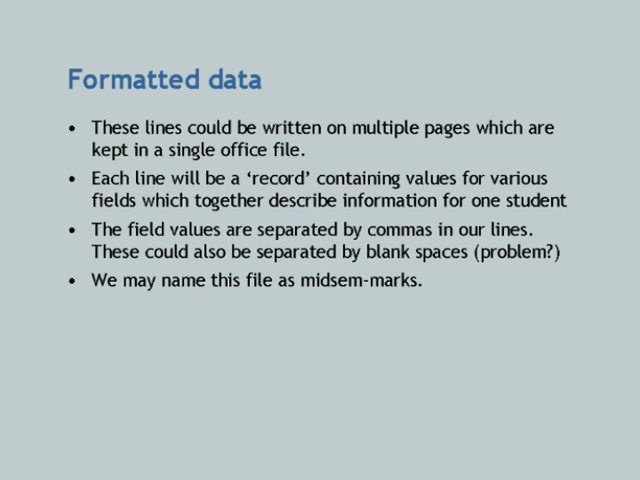 Formatted data
• These lines could be written on multiple pages which are
kept in a single office file.
• Each line will be a ‘record’ containing values for various
fields which together describe information for one student
• The field values are separated by commas in our lines.
These could also be separated by blank spaces (problem?)
• We may name this file as midsem-marks.